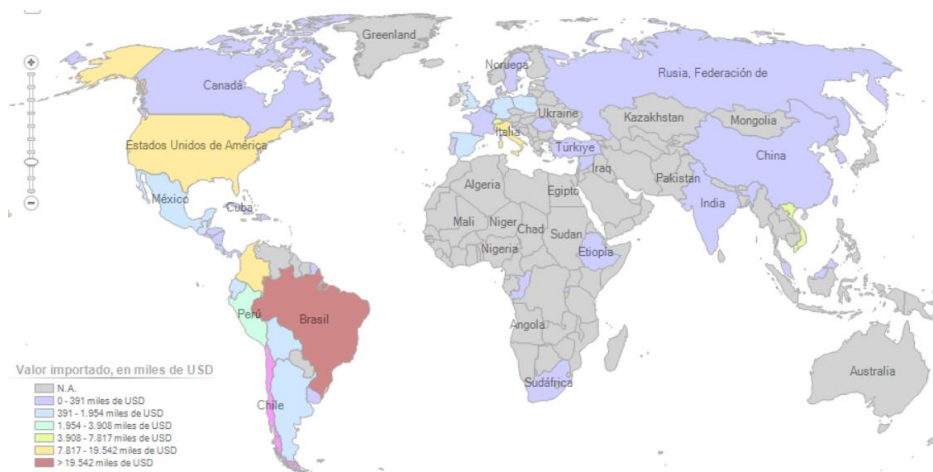 Greenland
Noruega
Canadá
Rusia, Federación de
Ukraine
Kazakhstan
Mongolia
Italia
Estados Unidos de América
Türkiye
China
Iraq
Pakistan
Algeria
Egipto
México
Cuba
India
Mali
Niger
Chad
Sudan
Nigeria
Etiopía
Perú
Brasil
Angola
Australia
Sudáfrica
Chile
Valor importado, en miles de USD
N.A.
0 - 391 miles de USD
391 - 1.954 miles de USD
1.954 - 3.908 miles de USD
3.908 - 7.817 miles de USD
7.817 - 19.542 miles de USD
> 19.542 miles de USD